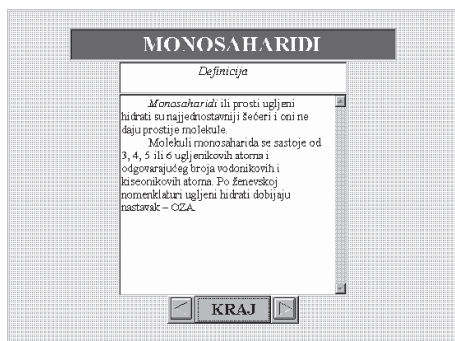 MONOSAHARIDI
Definicija
Monosaharidi ili prosti ugljeni
hidrati su najjednostavniji šećeri i oni ne
daju prostije molekule.
Molekuli monosaharida se sastoje od
3, 4, 5 ili 6 ugljenikovih atoma i
odgovarajućeg broja vodonikovih i
kiseonikovih atoma. Po ženevskoj
nomenklaturi ugljeni hidrati dobijaju
nastavak – OZA.
KRAJ